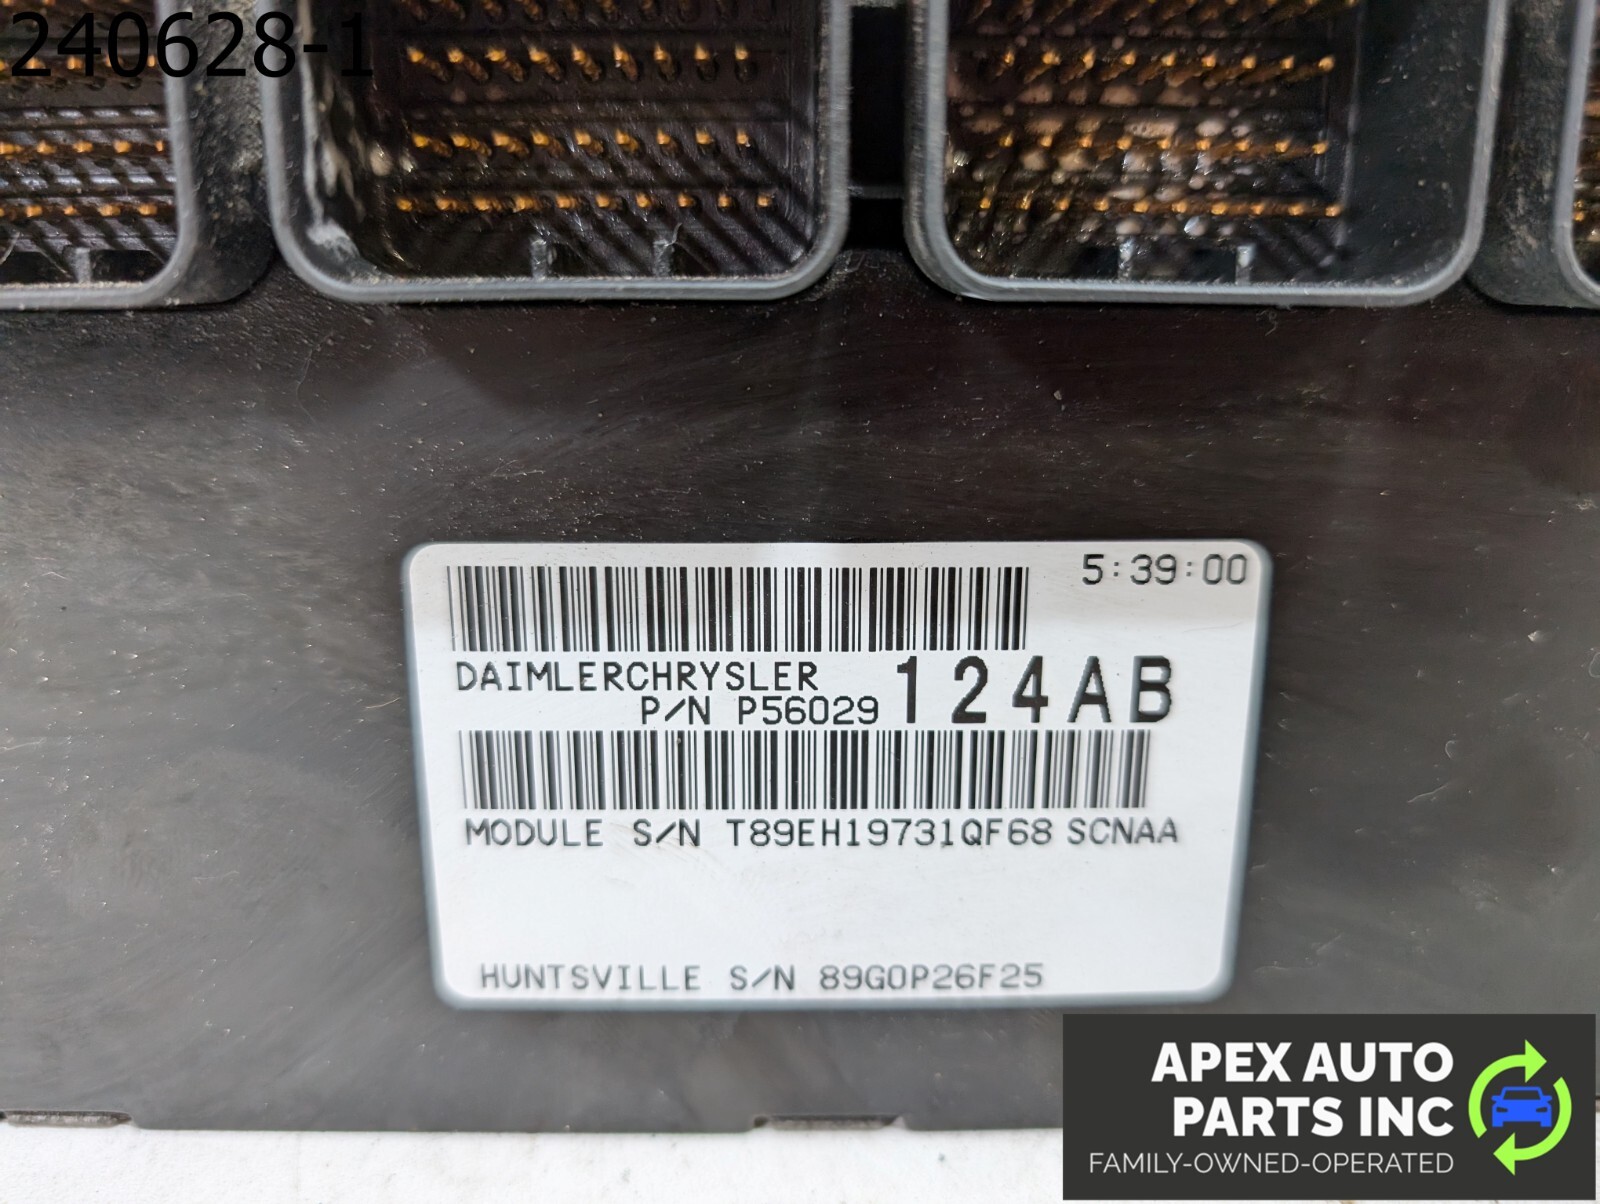 240628-1
5:39:00
DAIMLERCHRYSLER
P/N P56029 124AB
MODULE S/N T89EH19731QF68 SCNAA
HUNTSVILLE S/N 89G0P26F25
APEX AUTO
PARTS INC
FAMILY-OWNED-OPERATED